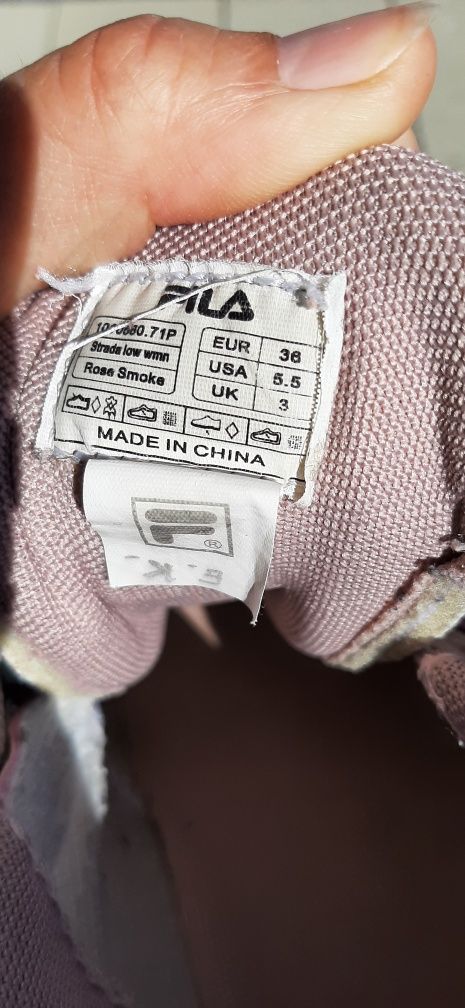 FILA
Strada low wmn
Rose Smoke
EUR 36
USA 5.5
UK 3
MADE IN CHINA
®